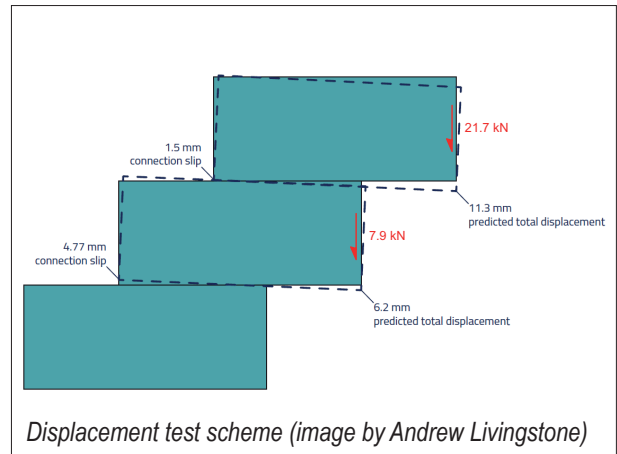 21.7 kN
1.5 mm
connection slip
11.3 mm
predicted total displacement
7.9 kN
4.77 mm
connection slip
6.2 mm
predicted total displacement
Displacement test scheme (image by Andrew Livingstone)